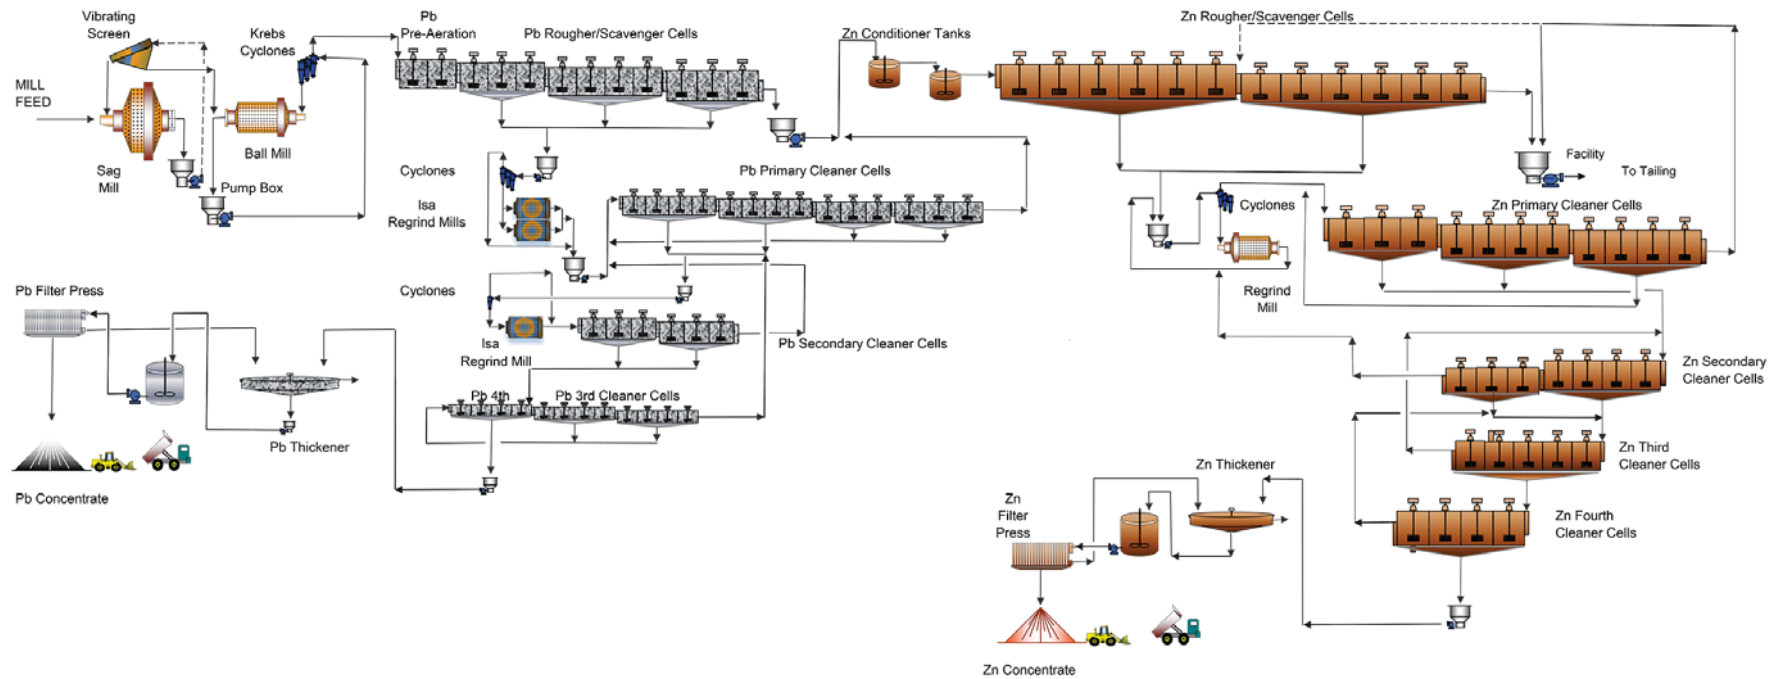 Vibrating
Screen
MILL
FEED
Sag
Mill
Krebs
Cyclones
Ball Mill
Pump Box
Pb
Pre-Aeration
Pb Rougher/Scavenger Cells
Cyclones
Isa
Regrind Mills
Pb Primary Cleaner Cells
Cyclones
Isa
Regrind Mill
Pb Secondary Cleaner Cells
Pb 4th
Pb 3rd Cleaner Cells
Pb Filter Press
Pb Thickener
Pb Concentrate
Zn Conditioner Tanks
Zn Rougher/Scavenger Cells
Facility
To Tailing
Cyclones
Zn Primary Cleaner Cells
Regrind
Mill
Zn Secondary
Cleaner Cells
Zn Third
Cleaner Cells
Zn Fourth
Cleaner Cells
Zn Thickener
Zn
Filter
Press
Zn Concentrate